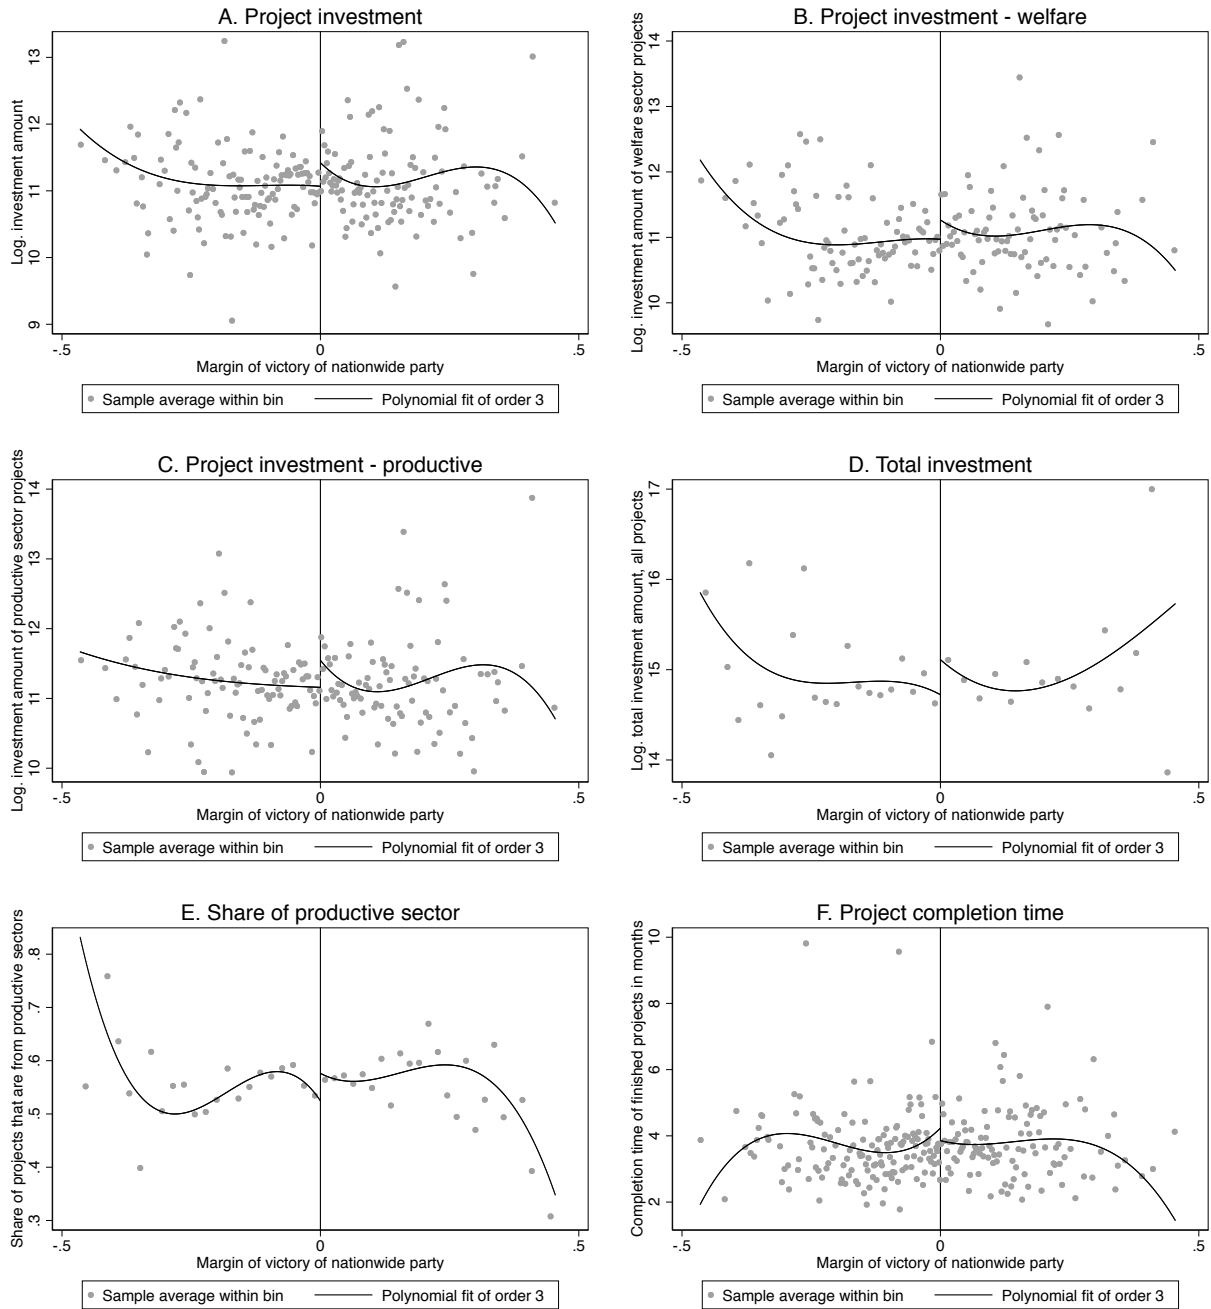 A. Project investment
Log. investment amount
13
12
11
10
9
-.5 0 .5
Margin of victory of nationwide party
Sample average within bin Polynomial fit of order 3
B. Project investment - welfare
Log. investment amount of welfare sector projects
14
13
12
11
10
-.5 0 .5
Margin of victory of nationwide party
Sample average within bin Polynomial fit of order 3
C. Project investment - productive
Log. investment amount of productive sector projects
14
13
12
11
10
-.5 0 .5
Margin of victory of nationwide party
Sample average within bin Polynomial fit of order 3
D. Total investment
Log. total investment amount, all projects
17
16
15
14
-.5 0 .5
Margin of victory of nationwide party
Sample average within bin Polynomial fit of order 3
E. Share of productive sector
Share of projects that are from productive sectors
.8
.7
.6
.5
.4
.3
-.5 0 .5
Margin of victory of nationwide party
Sample average within bin Polynomial fit of order 3
F. Project completion time
Completion time of finished projects in months
10
8
6
4
2
-.5 0 .5
Margin of victory of nationwide party
Sample average within bin Polynomial fit of order 3